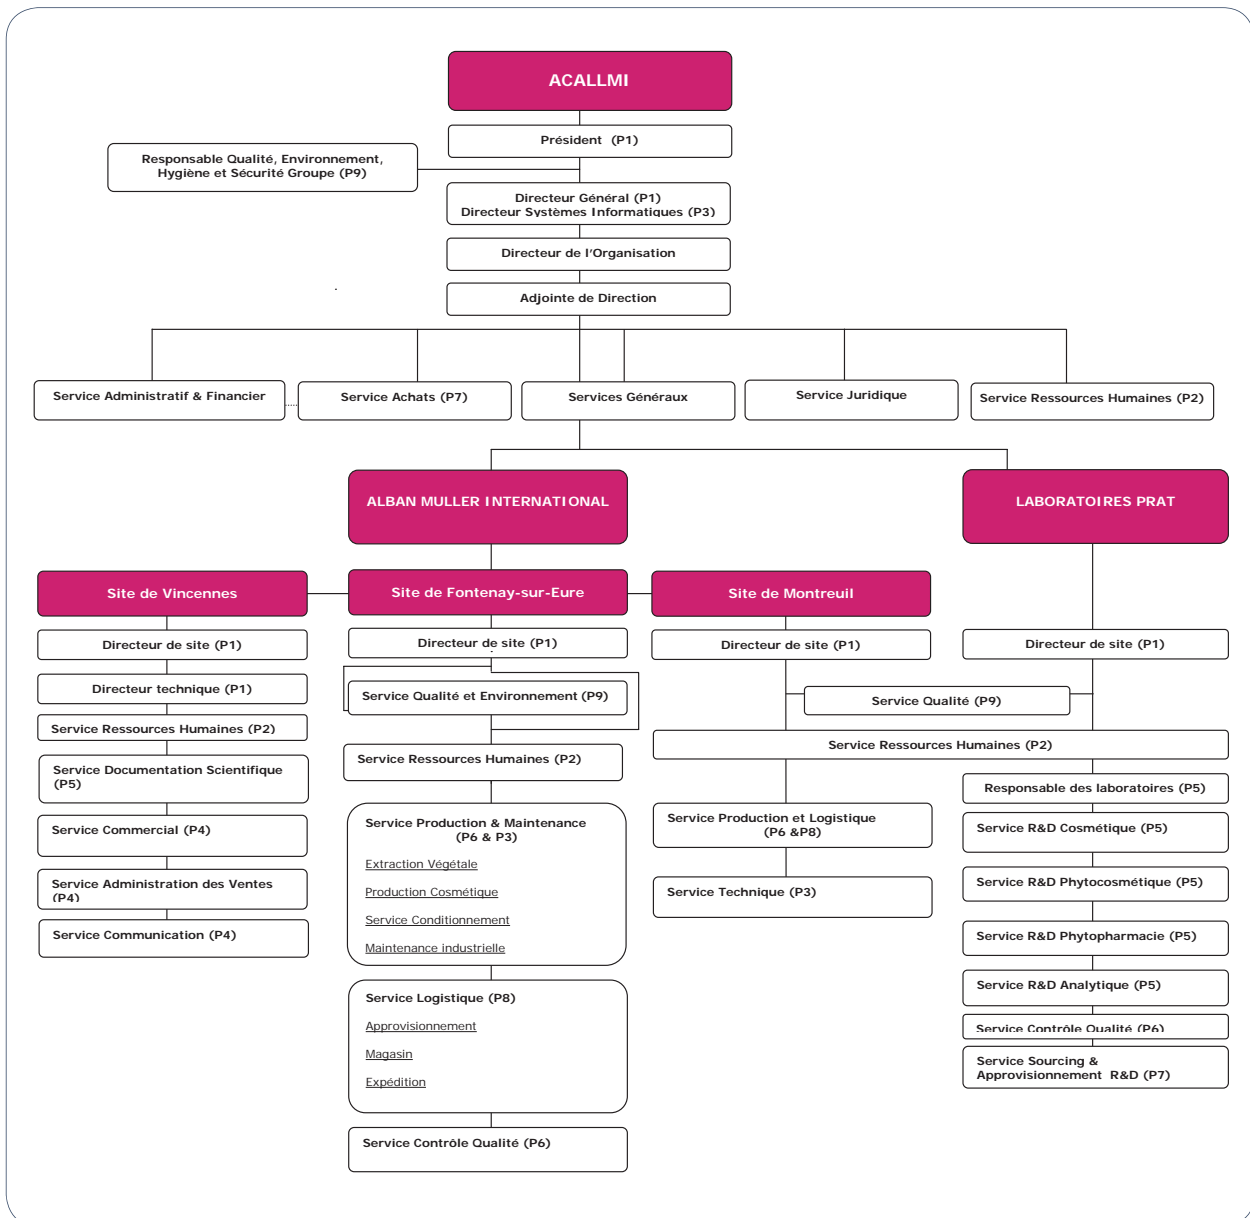 ACALLMI
Président (P1)
Responsable Qualité, Environnement,
Hygiène et Sécurité Groupe (P9)
Directeur Général (P1)
Directeur Systèmes Informatiques (P3)
Directeur de l'Organisation
Adjointe de Direction
Service Administratif & Financier
Service Achats (P7)
Services Généraux
Service Juridique
Service Ressources Humaines (P2)
ALBAN MULLER INTERNATIONAL
LABORATOIRES PRAT
Site de Vincennes
Directeur de site (P1)
Directeur technique (P1)
Service Ressources Humaines (P2)
Service Documentation Scientifique
(P5)
Service Commercial (P4)
Service Administration des Ventes
(P4)
Service Communication (P4)
Site de Fontenay-sur-Eure
Directeur de site (P1)
Service Qualité et Environnement (P9)
Service Ressources Humaines (P2)
Service Production & Maintenance
(P6 & P3)
Extraction Végétale
Production Cosmétique
Service Conditionnement
Maintenance industrielle
Service Logistique (P8)
Approvisionnement
Magasin
Expédition
Service Contrôle Qualité (P6)
Site de Montreuil
Directeur de site (P1)
Service Qualité (P9)
Service Ressources Humaines (P2)
Service Production et Logistique
(P6 &P8)
Service Technique (P3)
Directeur de site (P1)
Responsable des laboratoires (P5)
Service R&D Cosmétique (P5)
Service R&D Phytocosmétique (P5)
Service R&D Phytopharmacie (P5)
Service R&D Analytique (P5)
Service Contrôle Qualité (P6)
Service Sourcing &
Approvisionnement R&D (P7)